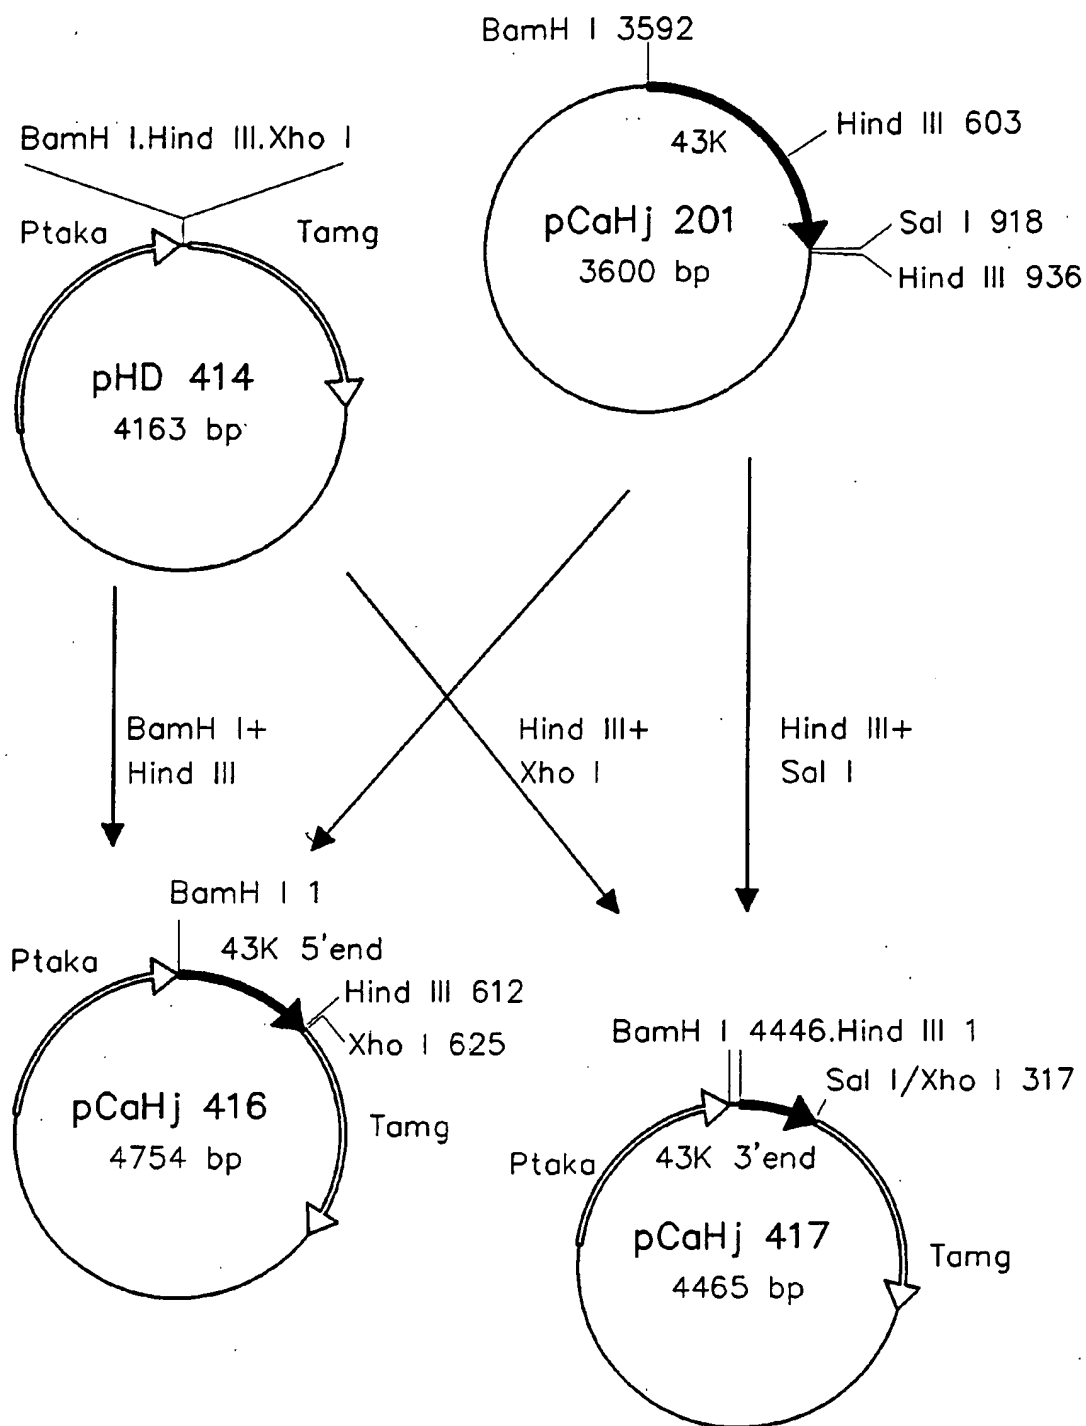 BamH I 3592
Hind III 603
43K
pCaHj 201
3600 bp
Sal I 918
Hind III 936
BamH I.Hind III.Xho I
Ptaka
Tamg
pHD 414
4163 bp
BamH I+
Hind III
Hind III+
Xho I
Hind III+
Sal I
BamH I 1
43K 5'end
Ptaka
Hind III 612
Xho I 625
pCaHj 416
4754 bp
Tamg
BamH I 4446.Hind III 1
Sal I/Xho I 317
Ptaka
43K 3'end
pCaHj 417
4465 bp
Tamg